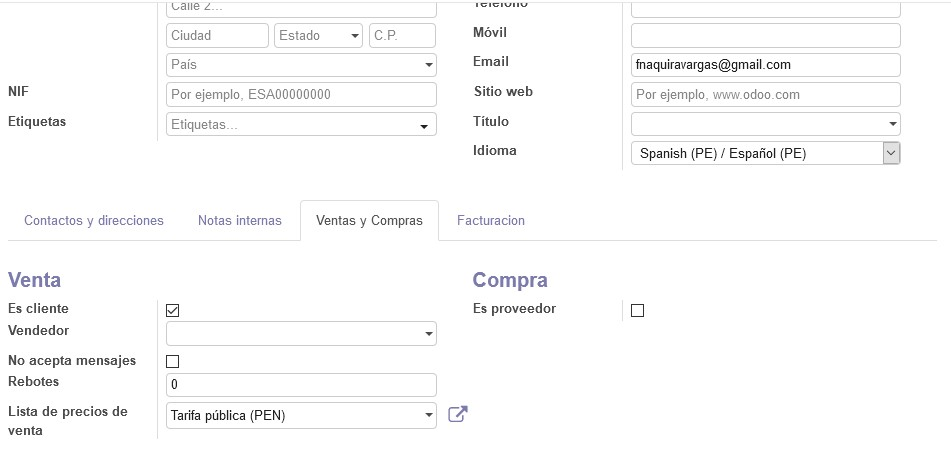 Calle 2...
Teléfono
Ciudad
Estado
C.P.
Móvil
País
Email
fnaquiravargas@gmail.com
NIF
Por ejemplo, ESA00000000
Sitio web
Por ejemplo, www.odoo.com
Etiquetas
Etiquetas...
Título
Idioma
Spanish (PE) / Español (PE)
Contactos y direcciones
Notas internas
Ventas y Compras
Facturacion
Venta
Compra
Es cliente
Es proveedor
Vendedor
No acepta mensajes
Rebotes
0
Lista de precios de
venta
Tarifa pública (PEN)